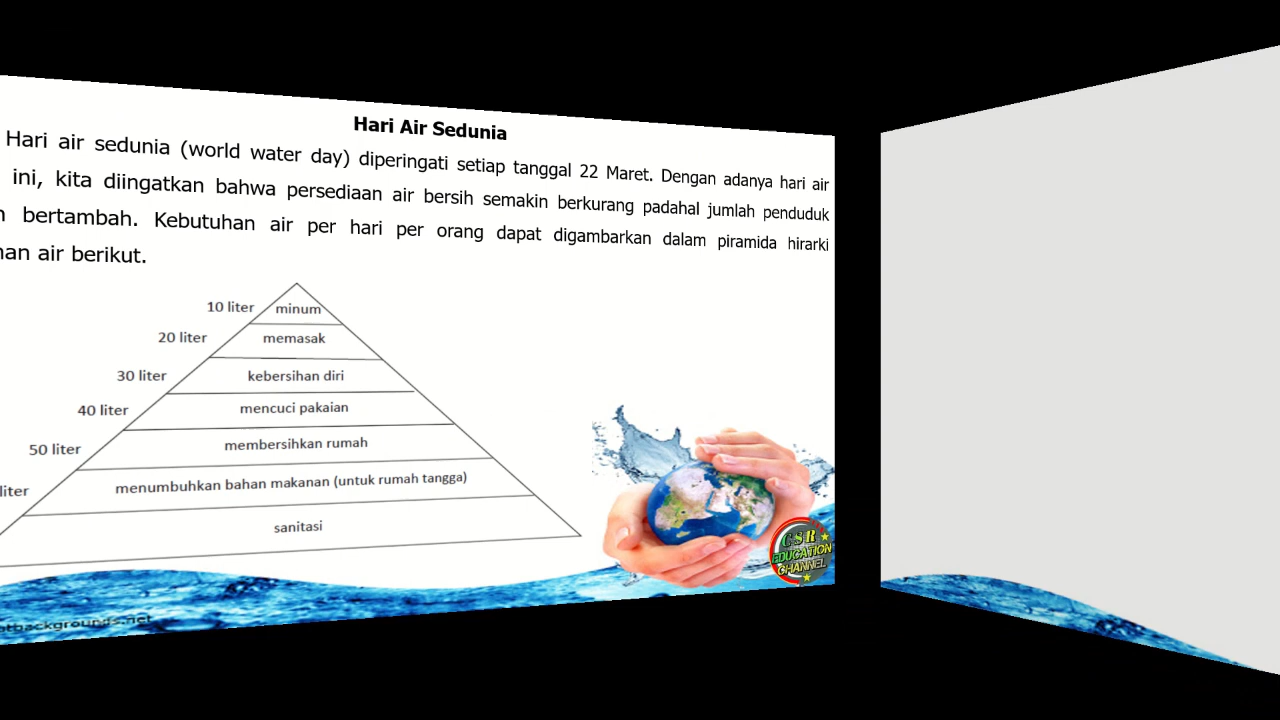 Hari Air Sedunia
Hari air sedunia (world water day) diperingati setiap tanggal 22 Maret. Dengan adanya hari air
ini, kita diingatkan bahwa persediaan air bersih semakin berkurang padahal jumlah penduduk
bertambah. Kebutuhan air per hari per orang dapat digambarkan dalam piramida hirarki
air berikut.
10 liter minum
20 liter memasak
30 liter kebersihan diri
40 liter mencuci pakaian
50 liter membersihkan rumah
liter menumbuhkan bahan makanan (untuk rumah tangga)
sanitasi
CSR
EDUCATION
CHANNEL